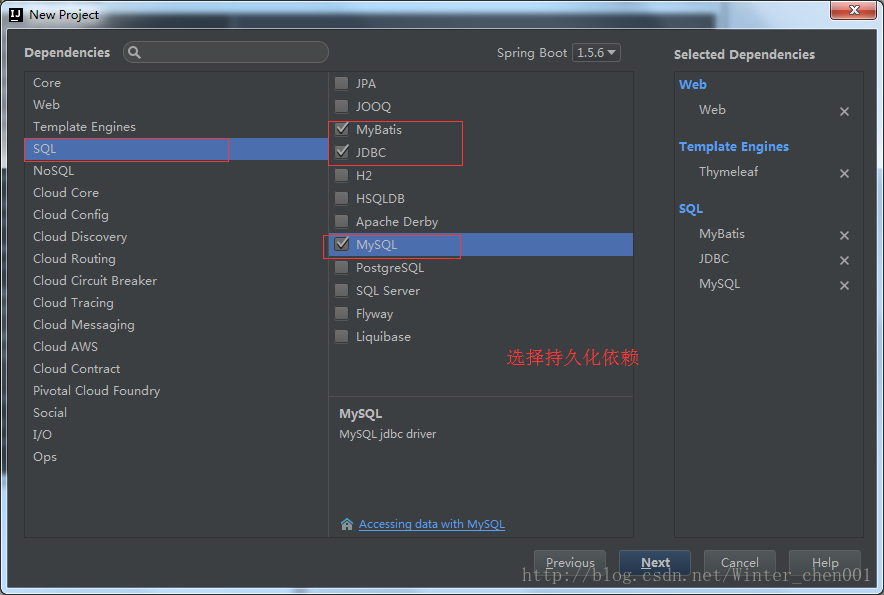 New Project
Dependencies
Spring Boot 1.5.6
Selected Dependencies
Core
Web
Template Engines
SQL
NoSQL
Cloud Core
Cloud Config
Cloud Discovery
Cloud Routing
Cloud Circuit Breaker
Cloud Tracing
Cloud Messaging
Cloud AWS
Cloud Contract
Pivotal Cloud Foundry
Social
I/O
Ops
JPA
JOOQ
MyBatis
JDBC
H2
HSQLDB
Apache Derby
MySQL
PostgreSQL
SQL Server
Flyway
Liquibase
选择持久化依赖
MySQL
MySQL jdbc driver
Accessing data with MySQL
Web
Web
Template Engines
Thymeleaf
SQL
MyBatis
JDBC
MySQL
Previous
Next
Cancel
Help
http://blog.csdn.net/Winter_chen001